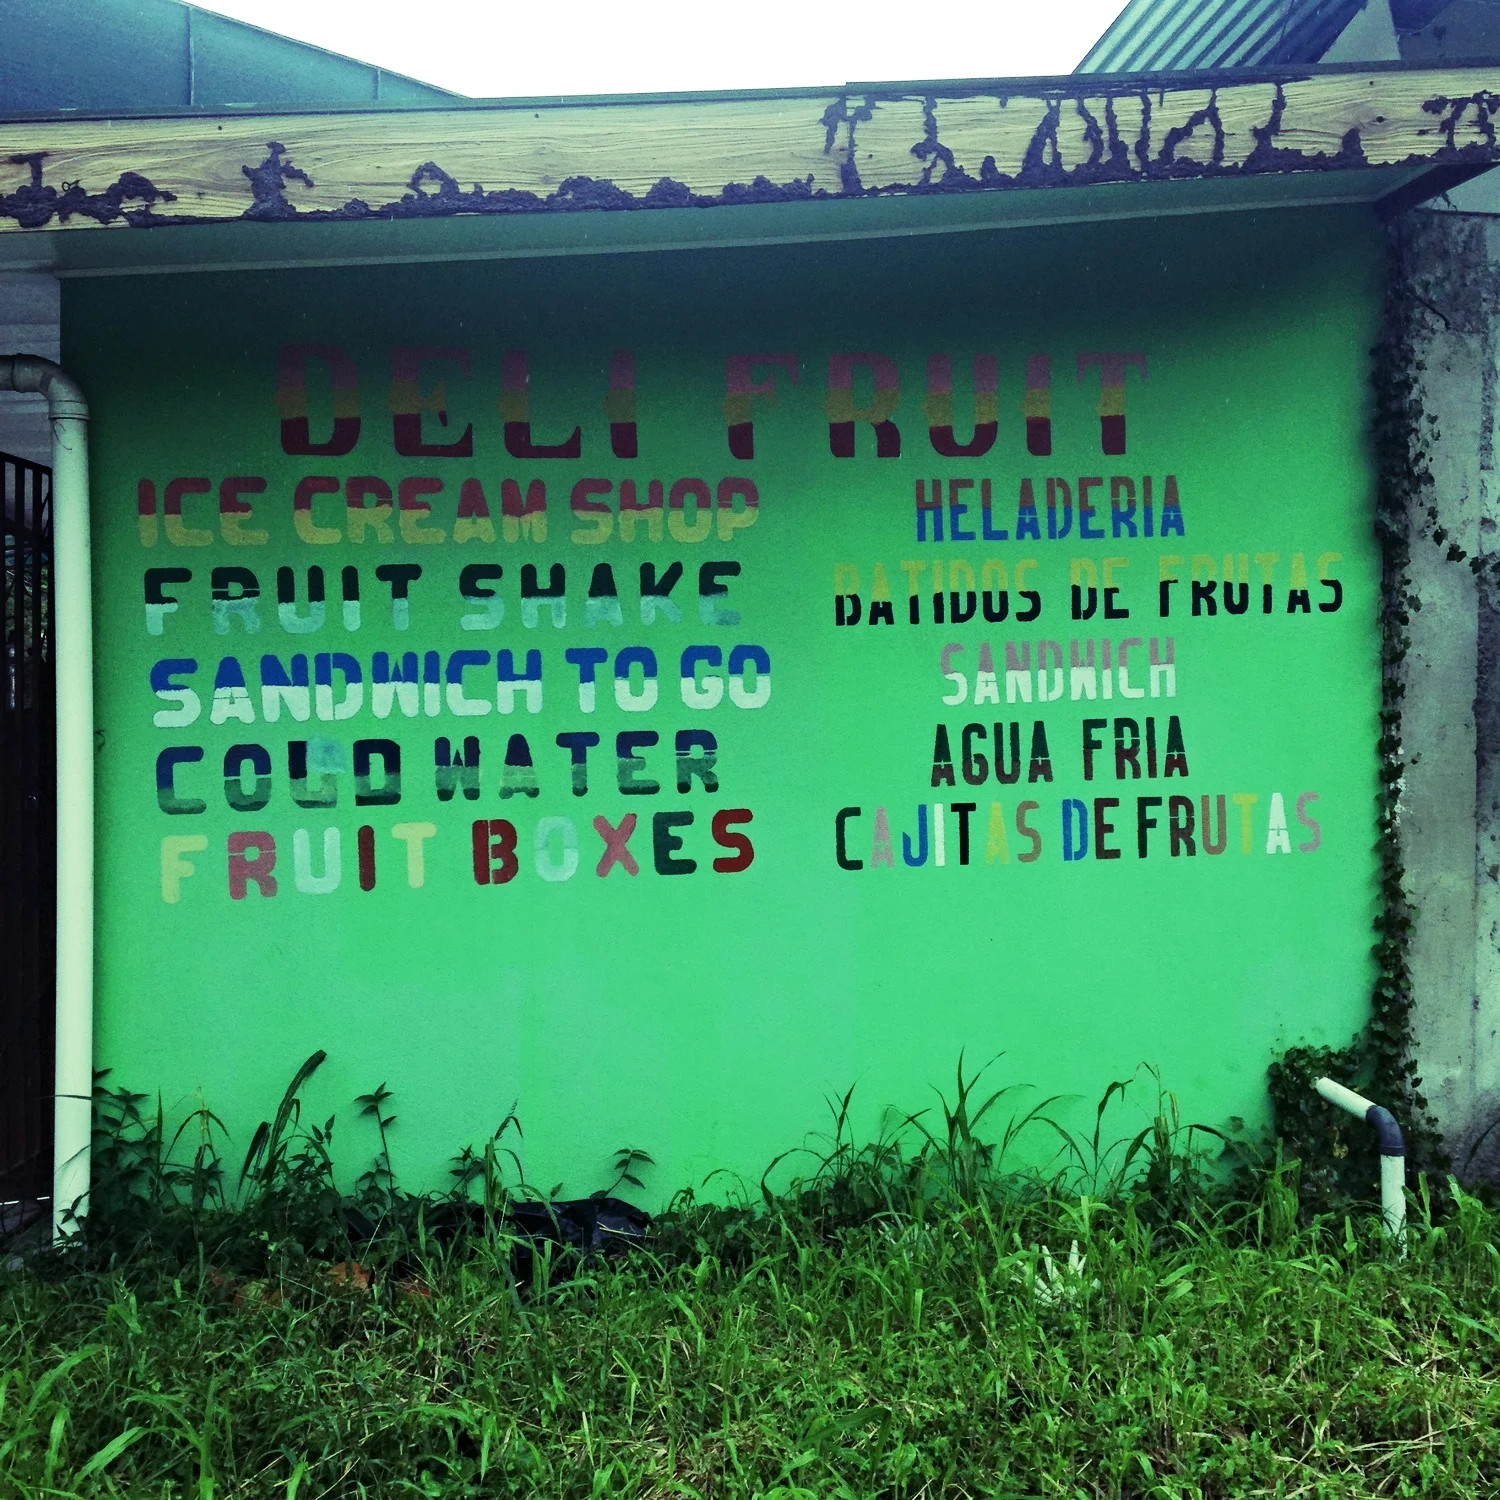 DELI FRUIT
ICE CREAM SHOP
FRUIT SHAKE
SANDWICH TO GO
COLD WATER
FRUIT BOXES
HELADERIA
BATIDOS DE FRUTAS
SANDWICH
AGUA FRIA
CAJITAS DE FRUTAS